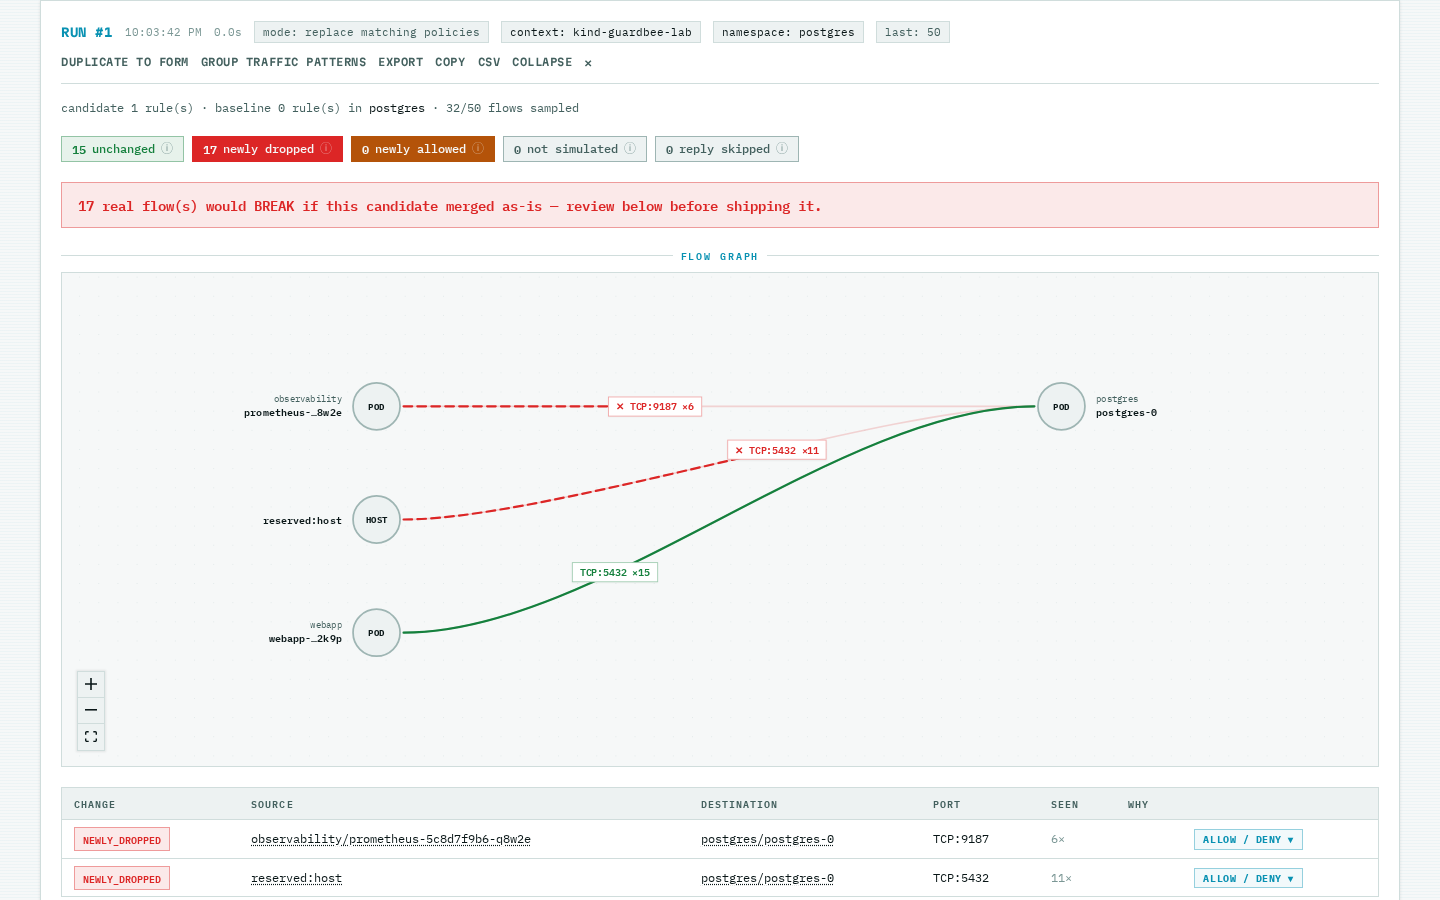 RUN #1 10:03:42 PM 0.0s mode: replace matching policies context: kind-guardbee-lab namespace: postgres last: 50
DUPLICATE TO FORM GROUP TRAFFIC PATTERNS EXPORT COPY CSV COLLAPSE ×
candidate 1 rule(s) · baseline 0 rule(s) in postgres · 32/50 flows sampled
15 unchanged ⓘ 17 newly dropped ⓘ 0 newly allowed ⓘ 0 not simulated ⓘ 0 reply skipped ⓘ
17 real flow(s) would BREAK if this candidate merged as-is — review below before shipping it.
FLOW GRAPH
observability
prometheus-…8w2e
POD
× TCP:9187 ×6
POD
postgres
postgres-0
× TCP:5432 ×11
reserved:host
HOST
TCP:5432 ×15
webapp
webapp-…2k9p
POD
CHANGE SOURCE DESTINATION PORT SEEN WHY
NEWLY_DROPPED observability/prometheus-5c8d7f9b6-q8w2e postgres/postgres-0 TCP:9187 6× ALLOW / DENY ▾
NEWLY_DROPPED reserved:host postgres/postgres-0 TCP:5432 11× ALLOW / DENY ▾